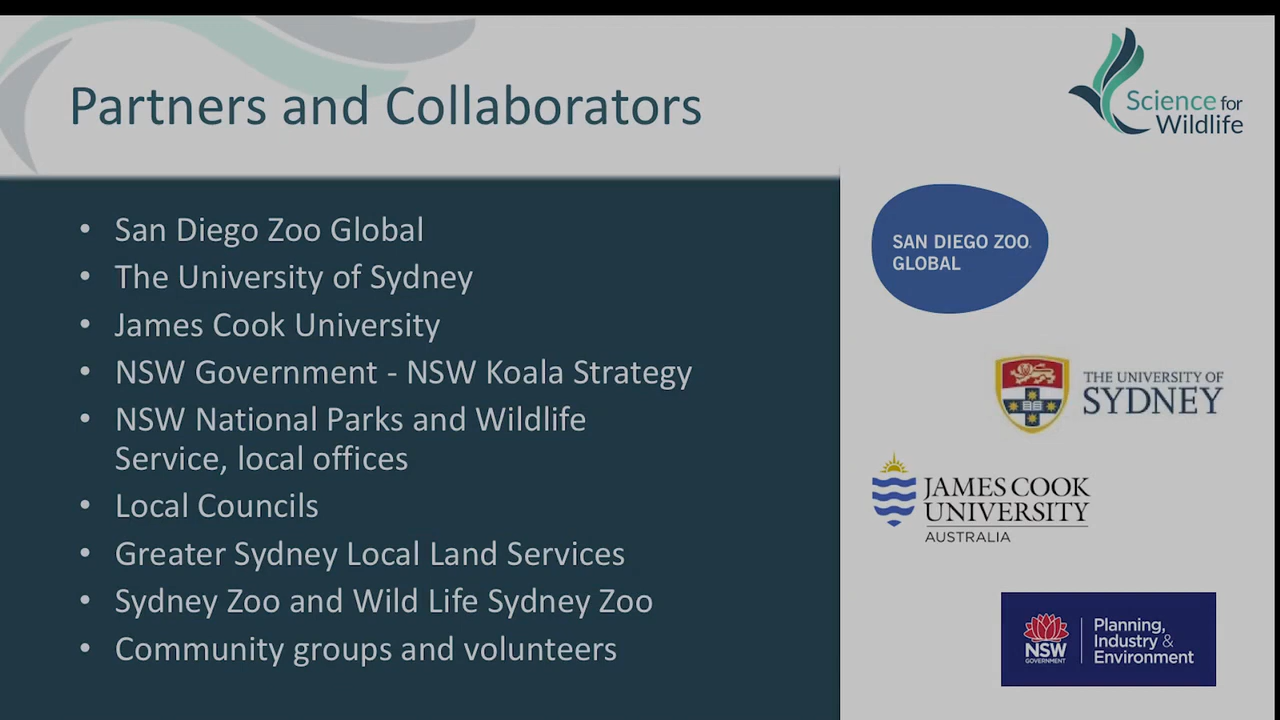 Partners and Collaborators
Science for
Wildlife
• San Diego Zoo Global
• The University of Sydney
• James Cook University
• NSW Government - NSW Koala Strategy
• NSW National Parks and Wildlife
Service, local offices
• Local Councils
• Greater Sydney Local Land Services
• Sydney Zoo and Wild Life Sydney Zoo
• Community groups and volunteers
SAN DIEGO ZOO
GLOBAL
THE UNIVERSITY OF
SYDNEY
JAMES COOK
UNIVERSITY
AUSTRALIA
NSW
GOVERNMENT
Planning,
Industry &
Environment